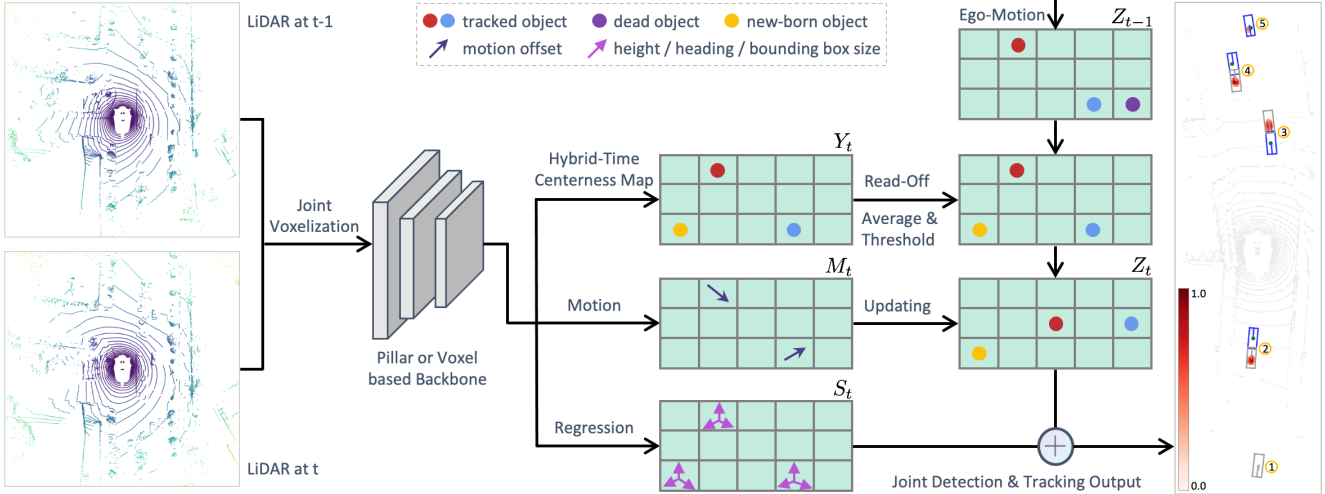 LiDAR at t-1
tracked object
dead object
new-born object
motion offset
height / heading / bounding box size
Ego-Motion
Z_{t-1}
Joint
Voxelization
Hybrid-Time
Centerness Map
Y_t
Read-Off
Average &
Threshold
Motion
M_t
Updating
Z_t
Pillar or Voxel
based Backbone
Regression
S_t
LiDAR at t
Joint Detection & Tracking Output
5
4
3
1.0
2
1
0.0